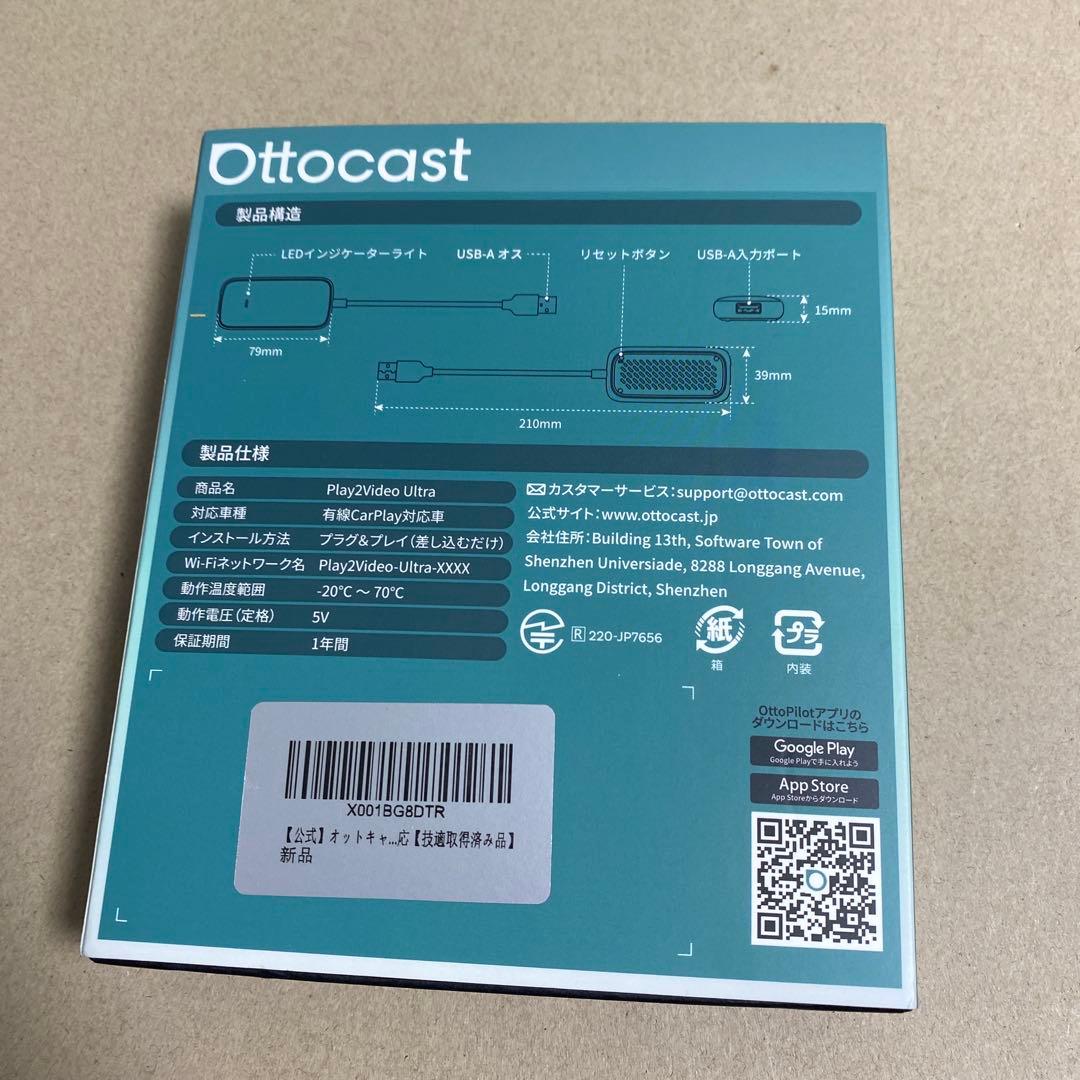 Ottocast
製品構造
LEDインジケーターライト
USB-A オス
リセットボタン
USB-A入力ポート
15mm
79mm
39mm
210mm
製品仕様
商品名 Play2Video Ultra
対応車種 有線CarPlay対応車
インストール方法 プラグ&プレイ(差し込むだけ)
Wi-Fiネットワーク名 Play2Video-Ultra-XXXX
動作温度範囲 -20℃ ～ 70℃
動作電圧(定格) 5V
保証期間 1年間
カスタマーサービス:support@ottocast.com
公式サイト:www.ottocast.jp
会社住所:Building 13th, Software Town of
Shenzhen Universiade, 8288 Longgang Avenue,
Longgang District, Shenzhen
R 220-JP7656
紙
箱
プラ
内装
X001BG8DTR
【公式】オットキャ...応【技適取得済み品】
新品
OttoPilotアプリの
ダウンロードはこちら
Google Play
Google Playで手に入れよう
App Store
App Storeからダウンロード